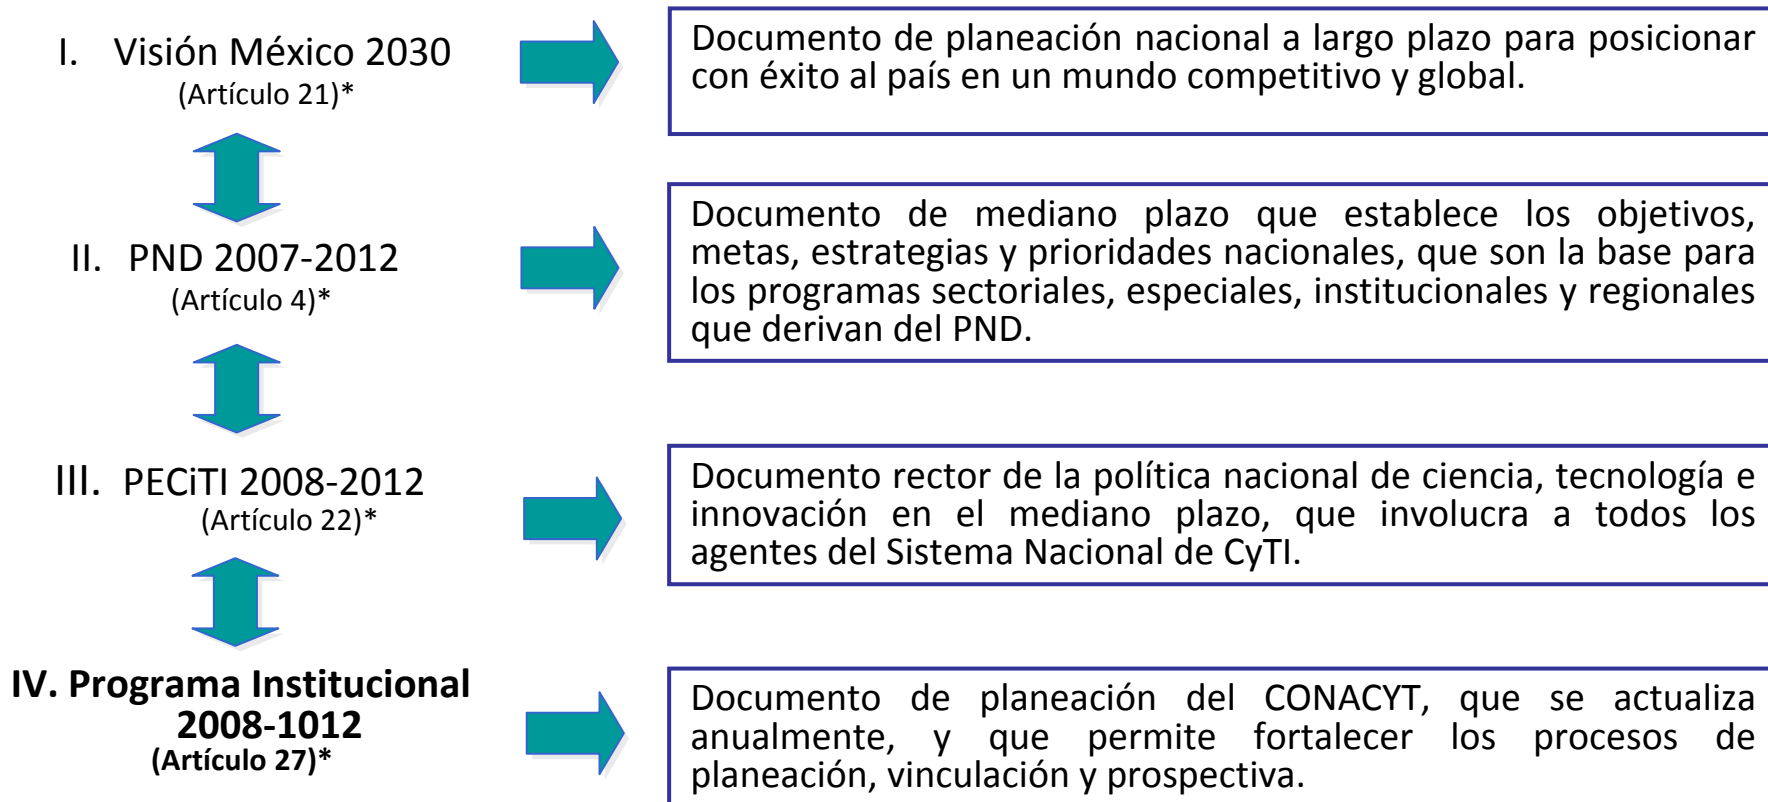 I. Visión México 2030
(Artículo 21)*
Documento de planeación nacional a largo plazo para posicionar
con éxito al país en un mundo competitivo y global.
II. PND 2007-2012
(Artículo 4)*
Documento de mediano plazo que establece los objetivos,
metas, estrategias y prioridades nacionales, que son la base para
los programas sectoriales, especiales, institucionales y regionales
que derivan del PND.
III. PECiTI 2008-2012
(Artículo 22)*
Documento rector de la política nacional de ciencia, tecnología e
innovación en el mediano plazo, que involucra a todos los
agentes del Sistema Nacional de CyTI.
IV. Programa Institucional
2008-1012
(Artículo 27)*
Documento de planeación del CONACYT, que se actualiza
anualmente, y que permite fortalecer los procesos de
planeación, vinculación y prospectiva.